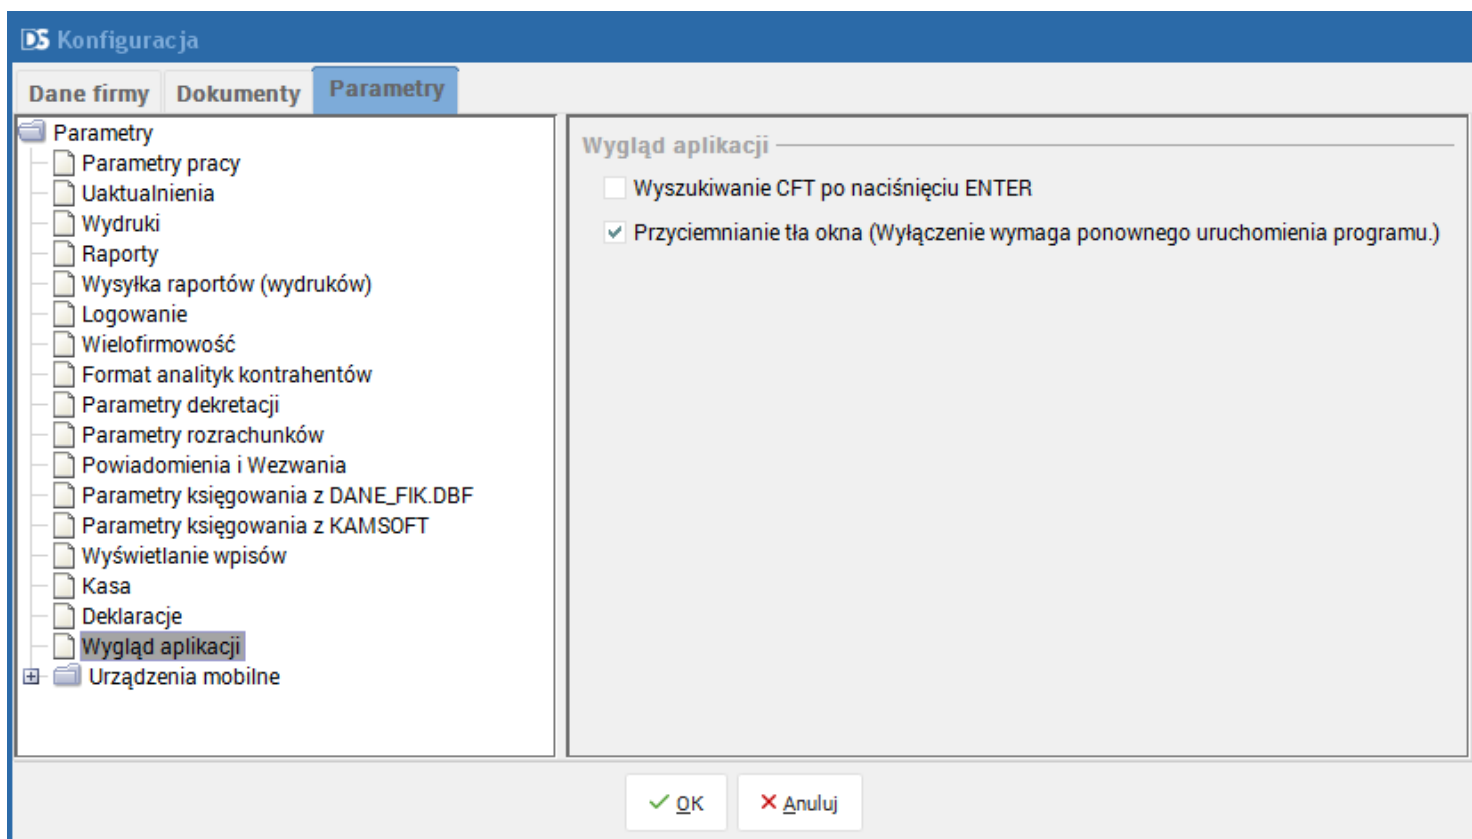 DS Konfiguracja
Dane firmy Dokumenty Parametry
Parametry
Parametry pracy
Uaktualnienia
Wydruki
Raporty
Wysyłka raportów (wydruków)
Logowanie
Wielofirmowość
Format analityk kontrahentów
Parametry dekretacji
Parametry rozrachunków
Powiadomienia i Wezwania
Parametry księgowania z DANE_FIK.DBF
Parametry księgowania z KAMSOFT
Wyświetlanie wpisów
Kasa
Deklaracje
Wygląd aplikacji
Urządzenia mobilne
Wygląd aplikacji
Wyszukiwanie CFT po naciśnięciu ENTER
Przyciemnianie tła okna (Wyłączenie wymaga ponownego uruchomienia programu.)
OK Anuluj